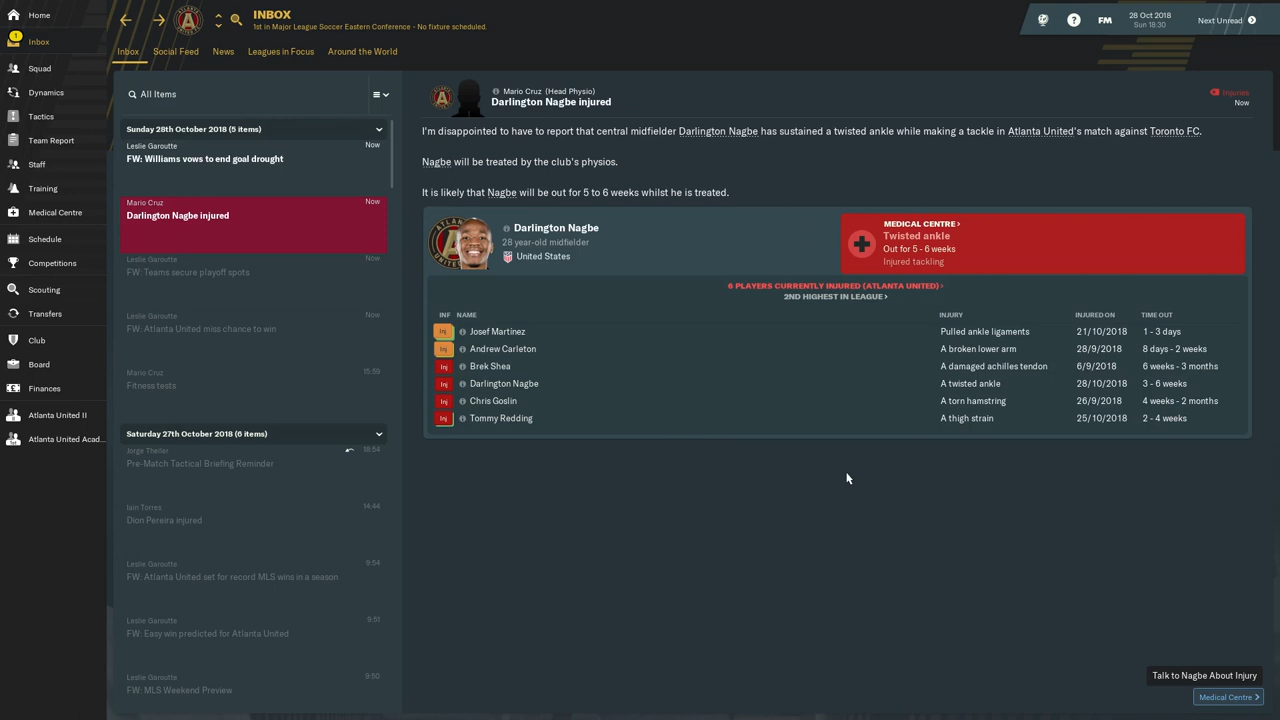 Home
1
Inbox
Squad
Dynamics
Tactics
Team Report
Staff
Training
Medical Centre
Schedule
Competitions
Scouting
Transfers
Club
Board
Finances
Atlanta United II
Atlanta United Acad...
INBOX
1st in Major League Soccer Eastern Conference - No fixture scheduled.
?
FM
28 Oct 2018
Sun 18:30
Next Unread
Inbox
Social Feed
News
Leagues in Focus
Around the World
All Items
Sunday 28th October 2018 (5 items)
Leslie Garoutte
Now
FW: Williams vows to end goal drought
Mario Cruz
Now
Darlington Nagbe injured
Leslie Garoutte
Now
FW: Teams secure playoff spots
Leslie Garoutte
Now
FW: Atlanta United miss chance to win
Mario Cruz
15:59
Fitness tests
Saturday 27th October 2018 (6 items)
Jorge Theiler
16:54
Pre-Match Tactical Briefing Reminder
Iain Torres
14:44
Dion Pereira injured
Leslie Garoutte
9:54
FW: Atlanta United set for record MLS wins in a season
Leslie Garoutte
9:51
FW: Easy win predicted for Atlanta United
Leslie Garoutte
9:50
FW: MLS Weekend Preview
Mario Cruz (Head Physio)
Darlington Nagbe injured
Injuries
Now
I'm disappointed to have to report that central midfielder Darlington Nagbe has sustained a twisted ankle while making a tackle in Atlanta United's match against Toronto FC.
Nagbe will be treated by the club's physios.
It is likely that Nagbe will be out for 5 to 6 weeks whilst he is treated.
Darlington Nagbe
28 year-old midfielder
United States
MEDICAL CENTRE >
Twisted ankle
Out for 5 - 6 weeks
Injured tackling
6 PLAYERS CURRENTLY INJURED (ATLANTA UNITED) >
2ND HIGHEST IN LEAGUE >
INF NAME INJURY INJURED ON TIME OUT
Inj Josef Martínez Pulled ankle ligaments 21/10/2018 1 - 3 days
Inj Andrew Carleton A broken lower arm 28/9/2018 8 days - 2 weeks
Inj Brek Shea A damaged achilles tendon 6/9/2018 6 weeks - 3 months
Inj Darlington Nagbe A twisted ankle 28/10/2018 3 - 6 weeks
Inj Chris Goslin A torn hamstring 26/9/2018 4 weeks - 2 months
Inj Tommy Redding A thigh strain 25/10/2018 2 - 4 weeks
Talk to Nagbe About Injury
Medical Centre >